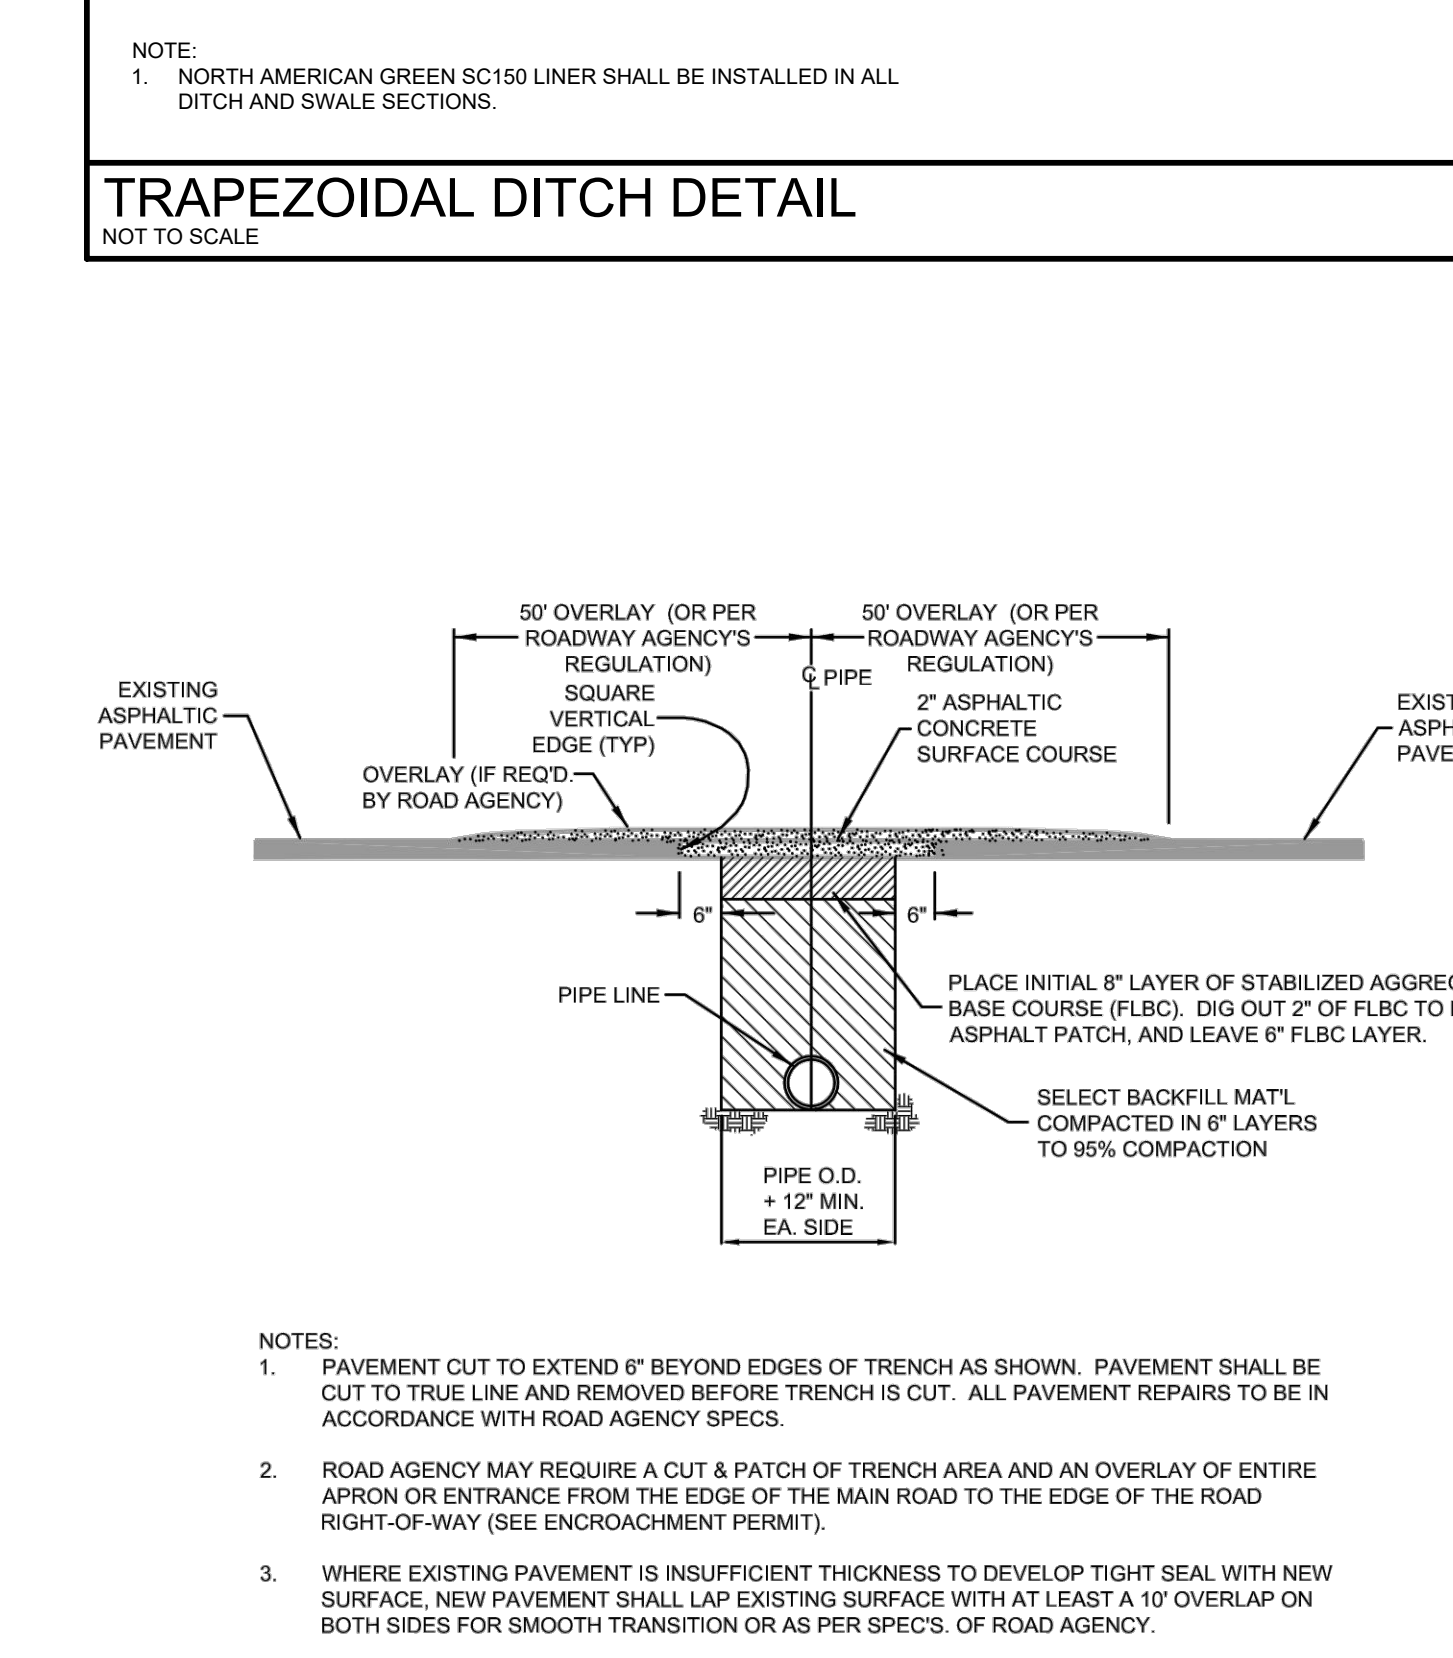 NOTE:
1. NORTH AMERICAN GREEN SC150 LINER SHALL BE INSTALLED IN ALL
DITCH AND SWALE SECTIONS.
TRAPEZOIDAL DITCH DETAIL
NOT TO SCALE
50' OVERLAY (OR PER
ROADWAY AGENCY'S
REGULATION)
50' OVERLAY (OR PER
ROADWAY AGENCY'S
REGULATION)
℄ PIPE
EXISTING
ASPHALTIC
PAVEMENT
SQUARE
VERTICAL
EDGE (TYP)
2" ASPHALTIC
CONCRETE
SURFACE COURSE
OVERLAY (IF REQ'D.
BY ROAD AGENCY)
6"
6"
PIPE LINE
PLACE INITIAL 8" LAYER OF STABILIZED
BASE COURSE (FLBC). DIG OUT 2" OF FLBC TO
ASPHALT PATCH, AND LEAVE 6" FLBC LAYER.
SELECT BACKFILL MAT'L
COMPACTED IN 6" LAYERS
TO 95% COMPACTION
PIPE O.D.
+ 12" MIN.
EA. SIDE
NOTES:
1. PAVEMENT CUT TO EXTEND 6" BEYOND EDGES OF TRENCH AS SHOWN. PAVEMENT SHALL BE
CUT TO TRUE LINE AND REMOVED BEFORE TRENCH IS CUT. ALL PAVEMENT REPAIRS TO BE IN
ACCORDANCE WITH ROAD AGENCY SPECS.
2. ROAD AGENCY MAY REQUIRE A CUT & PATCH OF TRENCH AREA AND AN OVERLAY OF ENTIRE
APRON OR ENTRANCE FROM THE EDGE OF THE MAIN ROAD TO THE EDGE OF THE ROAD
RIGHT-OF-WAY (SEE ENCROACHMENT PERMIT).
3. WHERE EXISTING PAVEMENT IS INSUFFICIENT THICKNESS TO DEVELOP TIGHT SEAL WITH NEW
SURFACE, NEW PAVEMENT SHALL LAP EXISTING SURFACE WITH AT LEAST A 10' OVERLAP ON
BOTH SIDES FOR SMOOTH TRANSITION OR AS PER SPEC'S. OF ROAD AGENCY.